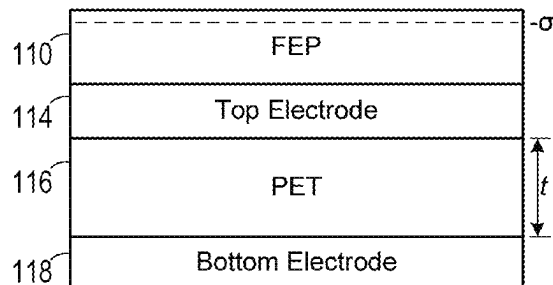 -σ
110
FEP
114
Top Electrode
116
PET
t
118
Bottom Electrode